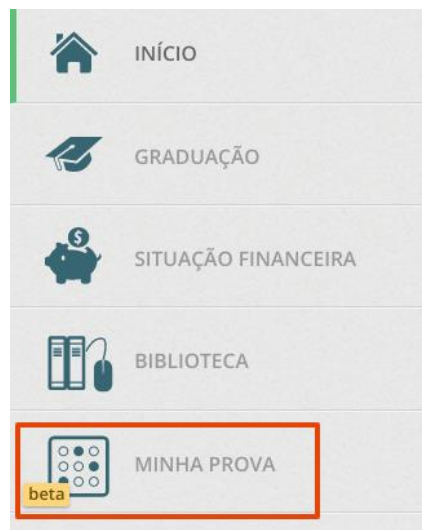 INÍCIO
GRADUAÇÃO
$
SITUAÇÃO FINANCEIRA
BIBLIOTECA
MINHA PROVA
beta